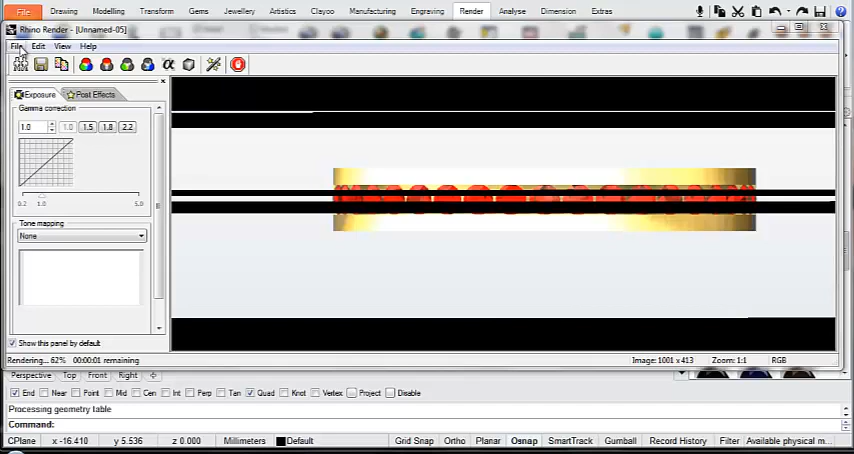 File Drawing Modelling Transform Gems Jewellery Artistics Clayoo Manufacturing Engraving Render Analyse Dimension Extras
Rhino Render - [Unnamed-05]
File Edit View Help
Exposure Post Effects
Gamma correction
1.0 1.0 1.5 1.8 2.2
0.2 1.0 5.0
Tone mapping
None
Show this panel by default
Rendering... 62% 00:00:01 remaining Image: 1001 x 413 Zoom: 1:1 RGB
Perspective Top Front Right
End Near Point Mid Cen Int Perp Tan Quad Knot Vertex Project Disable
Processing geometry table
Command:
CPlane x -16.410 y 5.536 z 0.000 Millimeters Default Grid Snap Ortho Planar Osnap SmartTrack Gumball Record History Filter Available physical m...